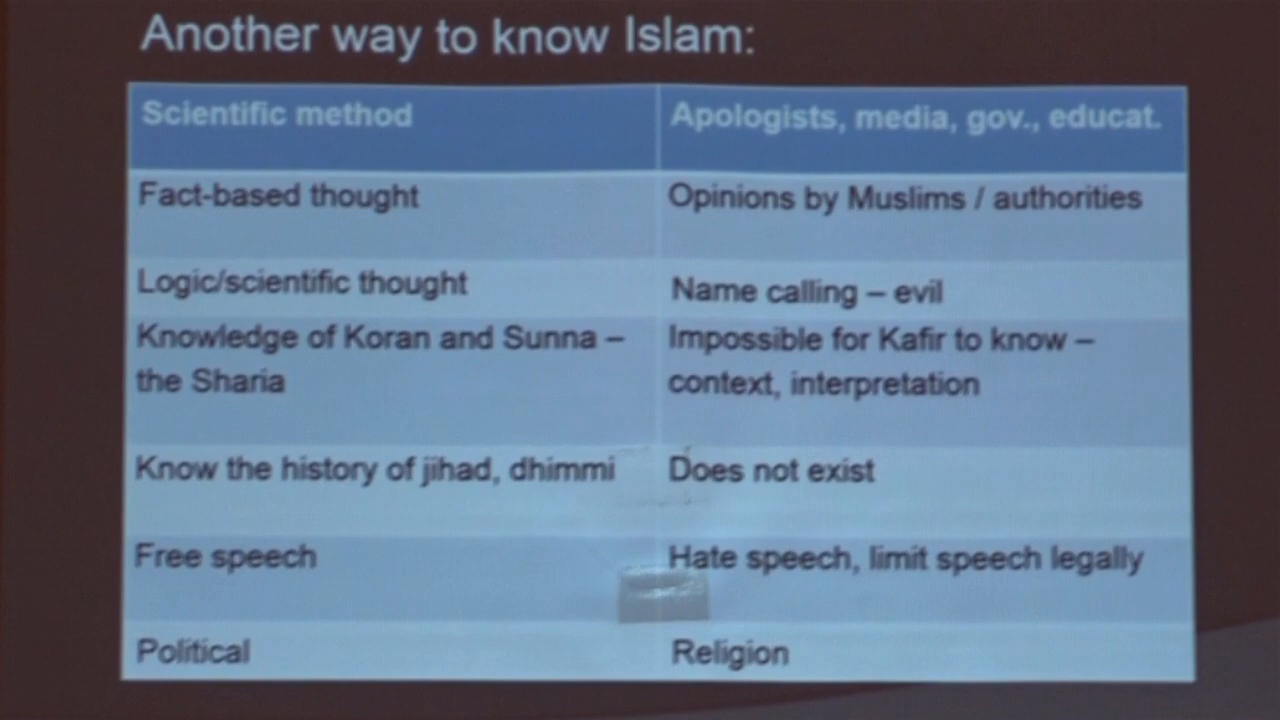 Another way to know Islam:
Scientific method
Apologists, media, gov., educat.
Fact-based thought
Opinions by Muslims / authorities
Logic/scientific thought
Name calling – evil
Knowledge of Koran and Sunna –
the Sharia
Impossible for Kafir to know –
context, interpretation
Know the history of jihad, dhimmi
Does not exist
Free speech
Hate speech, limit speech legally
Political
Religion